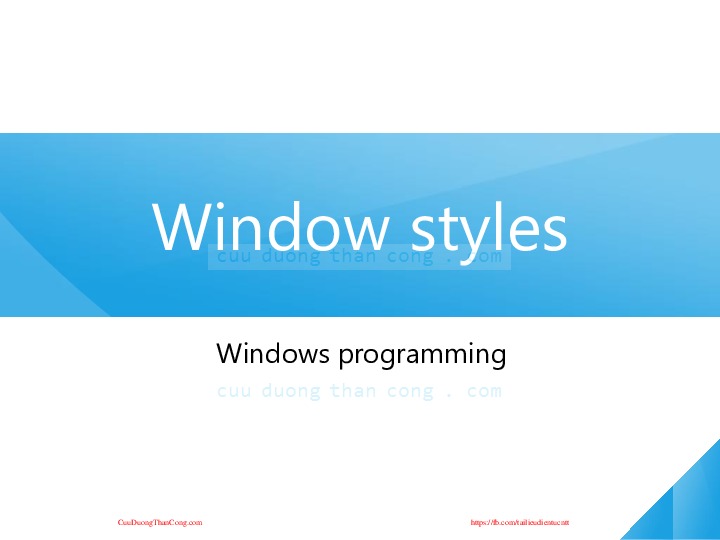 Window styles
cuu duong than cong . com
Windows programming
cuu duong than cong . com
CuuDuongThanCong.com
https://fb.com/tailieudientucntt